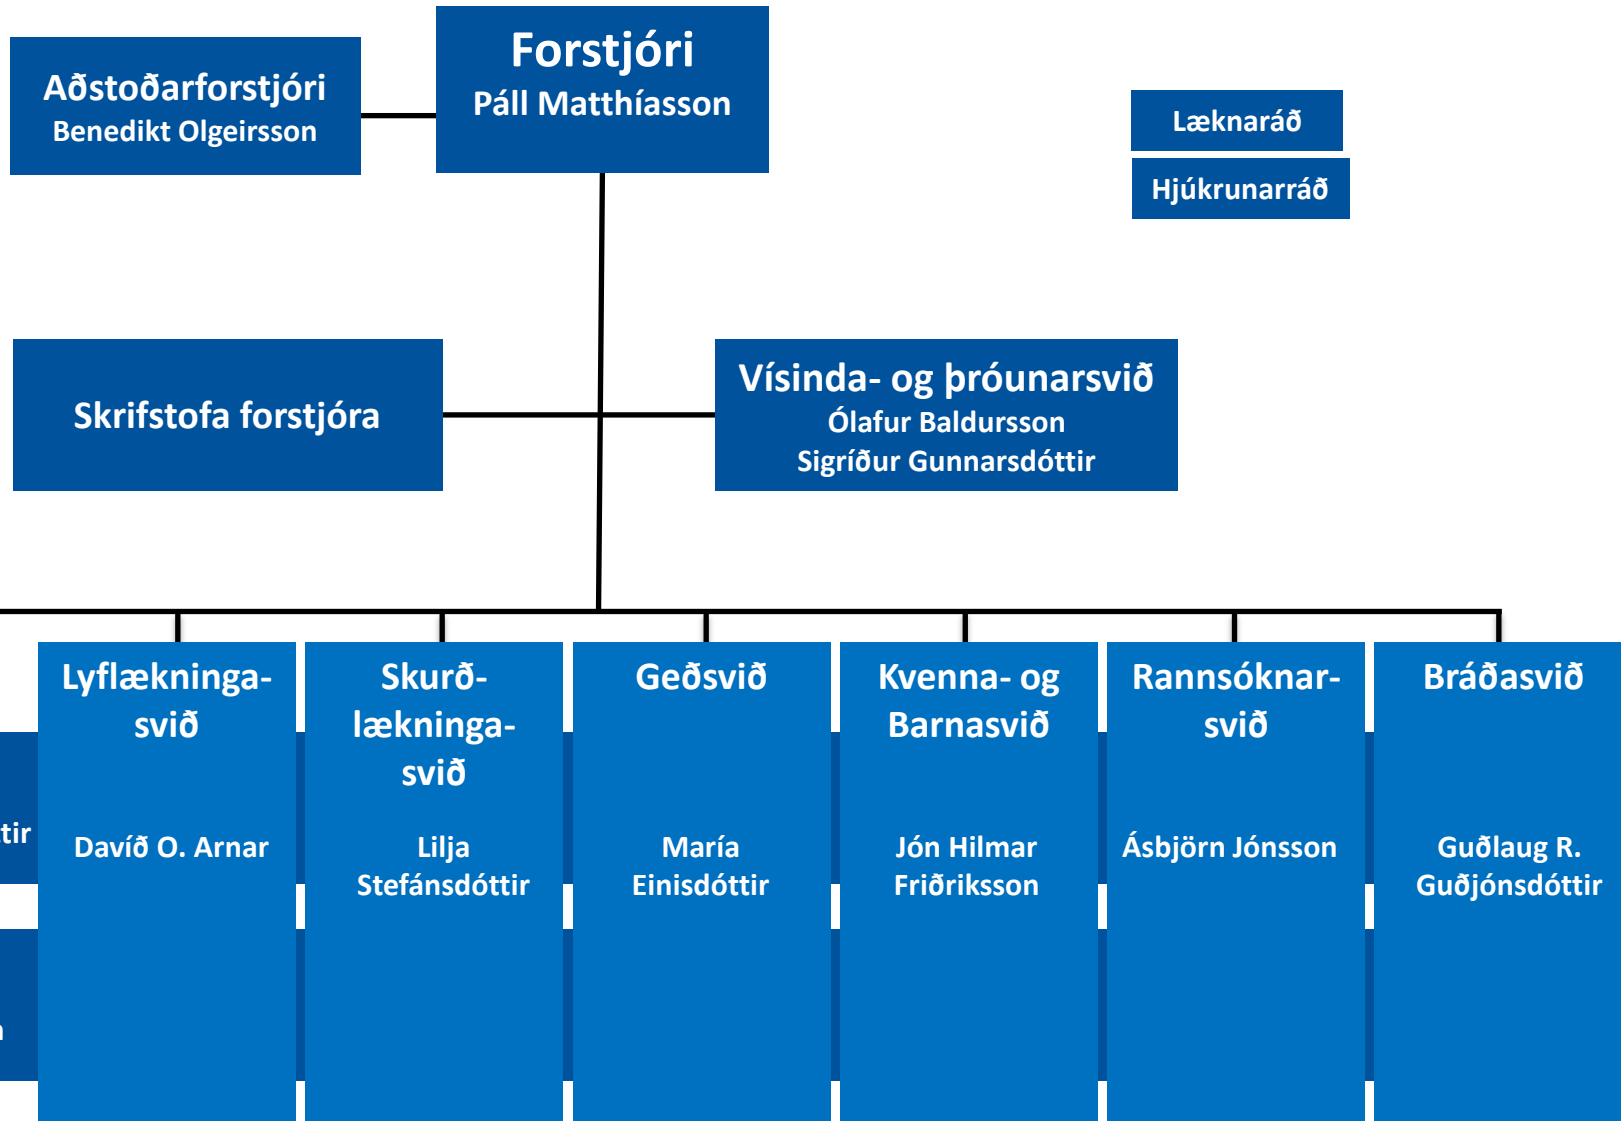 Forstjóri
Páll Matthíasson
Aðstoðarforstjóri
Benedikt Olgeirsson
Læknaráð
Hjúkrunarráð
Skrifstofa forstjóra
Vísinda- og þróunarsvið
Ólafur Baldursson
Sigríður Gunnarsdóttir
Lyflækninga-
svið
Davíð O. Arnar
Skurð-
lækninga-
svið
Lilja
Stefánsdóttir
Geðsvið
María
Einisdóttir
Kvenna- og
Barnasvið
Jón Hilmar
Friðriksson
Rannsóknar-
svið
Ásbjörn Jónsson
Bráðasvið
Guðlaug R.
Guðjónsdóttir